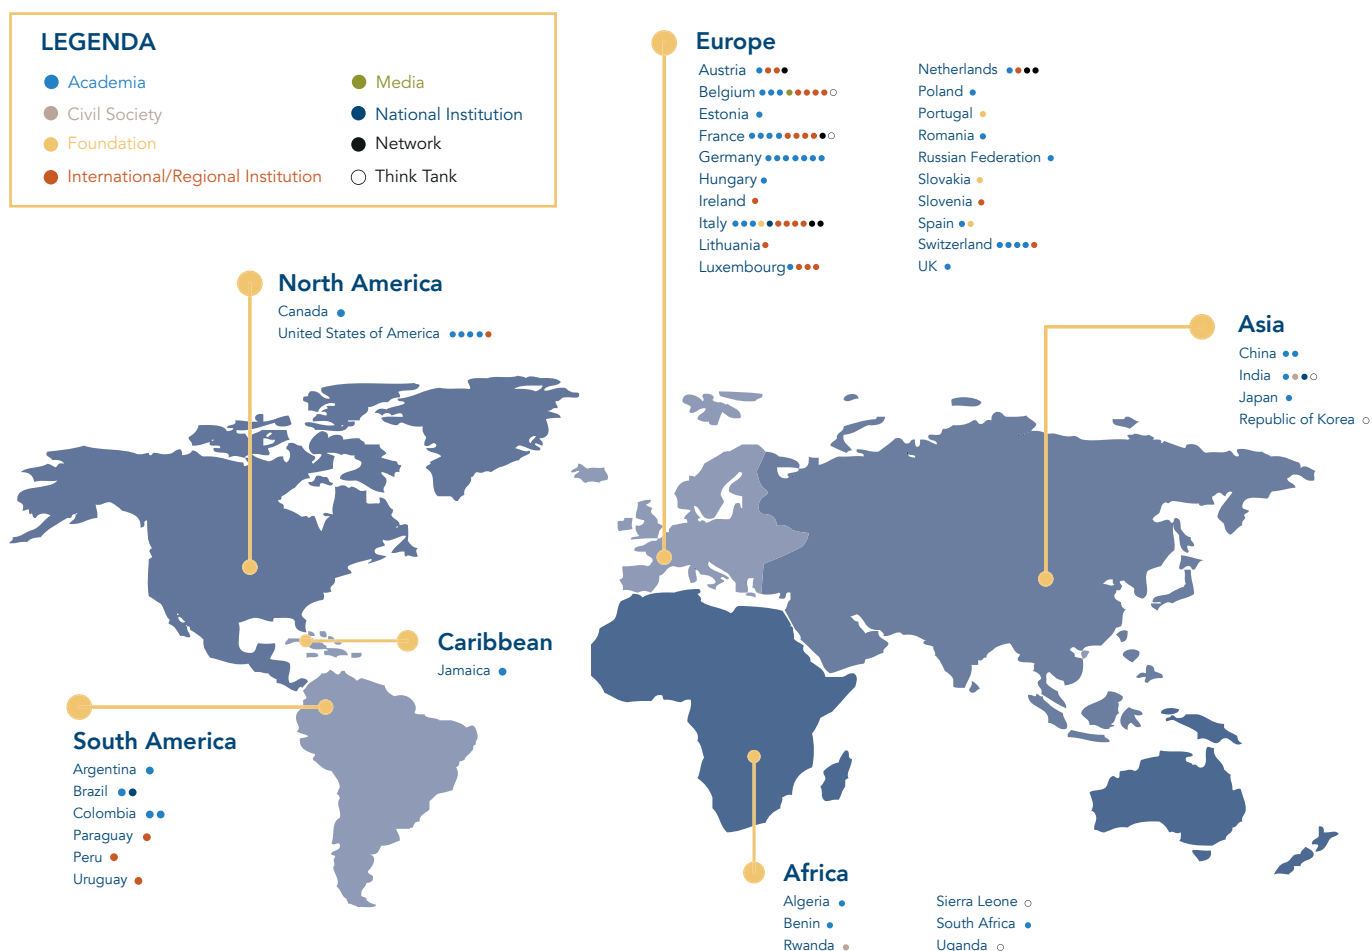 LEGENDA
Academia
Civil Society
Foundation
International/Regional Institution
Media
National Institution
Network
Think Tank
Europe
Austria
Belgium
Estonia
France
Germany
Hungary
Ireland
Italy
Lithuania
Luxembourg
Netherlands
Poland
Portugal
Romania
Russian Federation
Slovakia
Slovenia
Spain
Switzerland
UK
North America
Canada
United States of America
Asia
China
India
Japan
Republic of Korea
Caribbean
Jamaica
South America
Argentina
Brazil
Colombia
Paraguay
Peru
Uruguay
Africa
Algeria
Benin
Rwanda
Sierra Leone
South Africa
Uganda